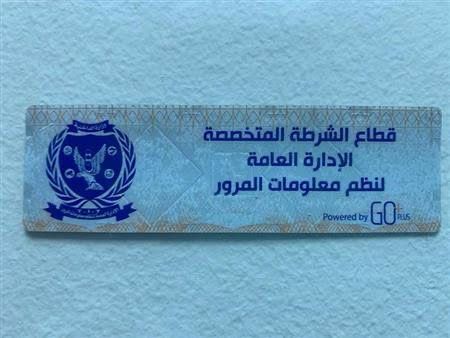 قطاع الشرطة المتخصصة
الإدارة العامة
لنظم معلومات المرور
Powered by GO+ PLUS